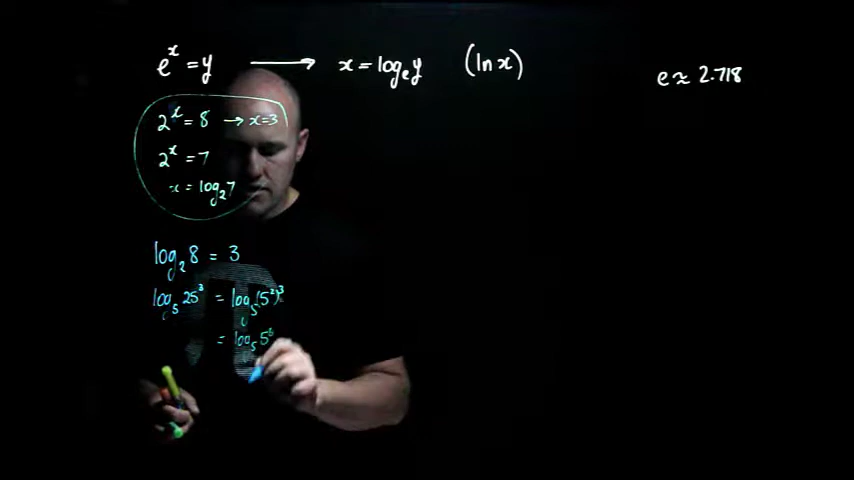 eˣ = y → x = logₑy (ln x) e ≈ 2.718
2ˣ = 8 → x = 3
2ˣ = 7
x = log₂7
log₂8 = 3
log₅25³ = log₅(5²)³
= log₅5⁶